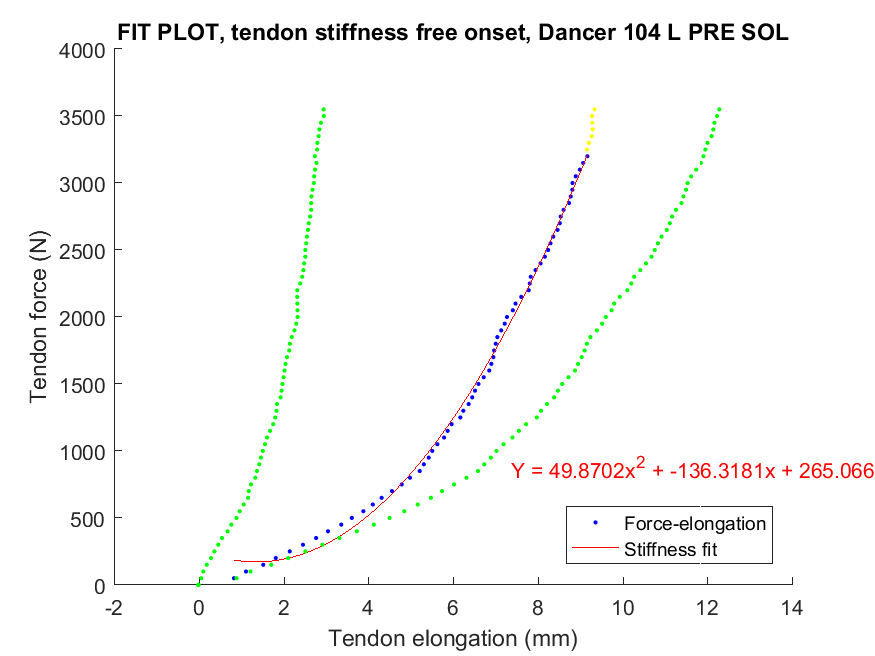 FIT PLOT, tendon stiffness free onset, Dancer 104 L PRE SOL
4000
3500
3000
2500
2000
1500
1000
500
0
Tendon force (N)
Y = 49.8702x² + -136.3181x + 265.066
Force-elongation
Stiffness fit
-2 0 2 4 6 8 10 12 14
Tendon elongation (mm)